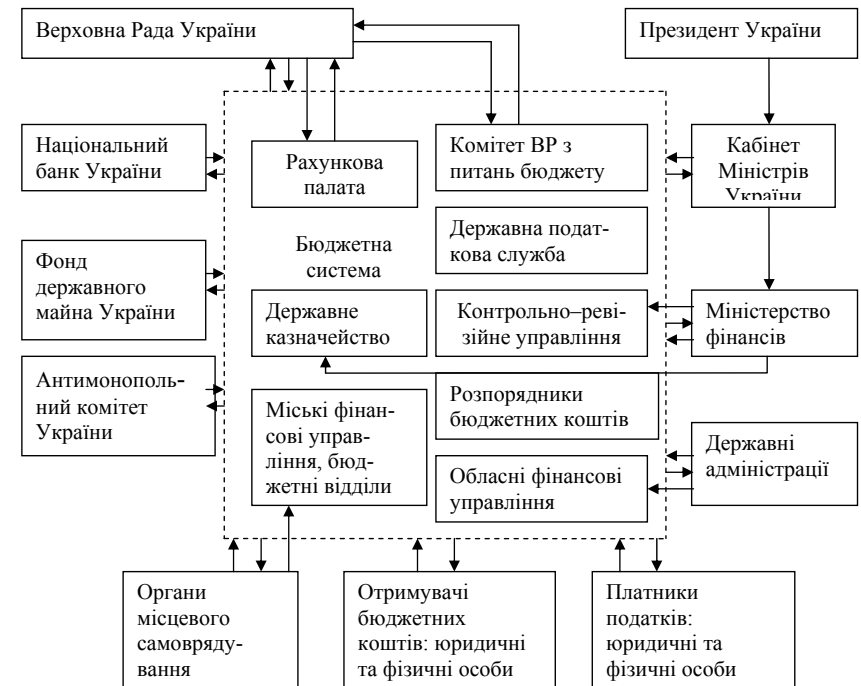 Верховна Рада України
Президент України
Національний
банк України
Рахункова
палата
Комітет ВР з
питань бюджету
Кабінет
Міністрів
України
Фонд
державного
майна України
Бюджетна
система
Державна подат-
кова служба
Державне
казначейство
Контрольно–реві-
зійне управління
Міністерство
фінансів
Антимонополь-
ний комітет
України
Міські фінан-
сові управ-
ління, бюд-
жетні відділи
Розпорядники
бюджетних коштів
Обласні фінансові
управління
Державні
адміністрації
Органи
місцевого
самовряду-
вання
Отримувачі
бюджетних
коштів: юридичні
та фізичні особи
Платники
податків:
юридичні та
фізичні особи